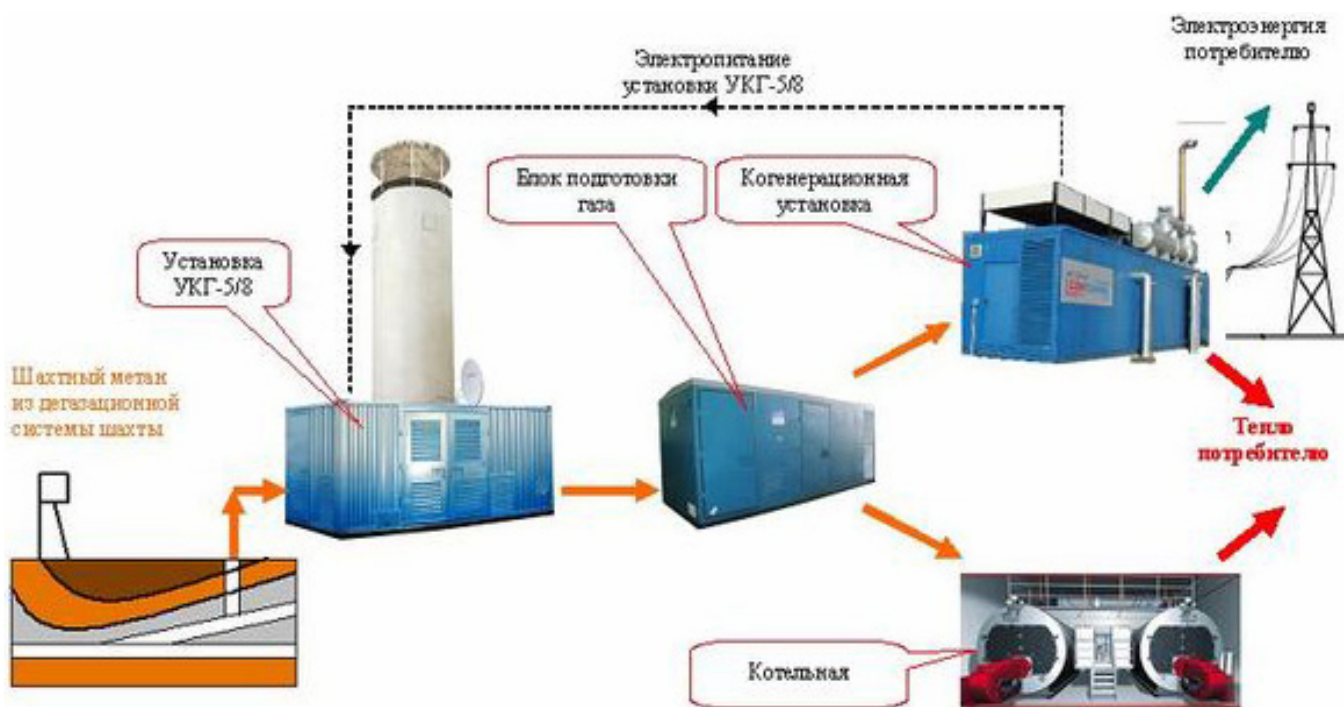 Электроэнергия
потребителю
Электропитание
установки УКГ-5/8
Блок подготовки
газа
Когенерационная
установка
Установка
УКГ-5/8
Шахтный метан
из дегазационной
системы шахты
Тепло
потребителю
Котельная